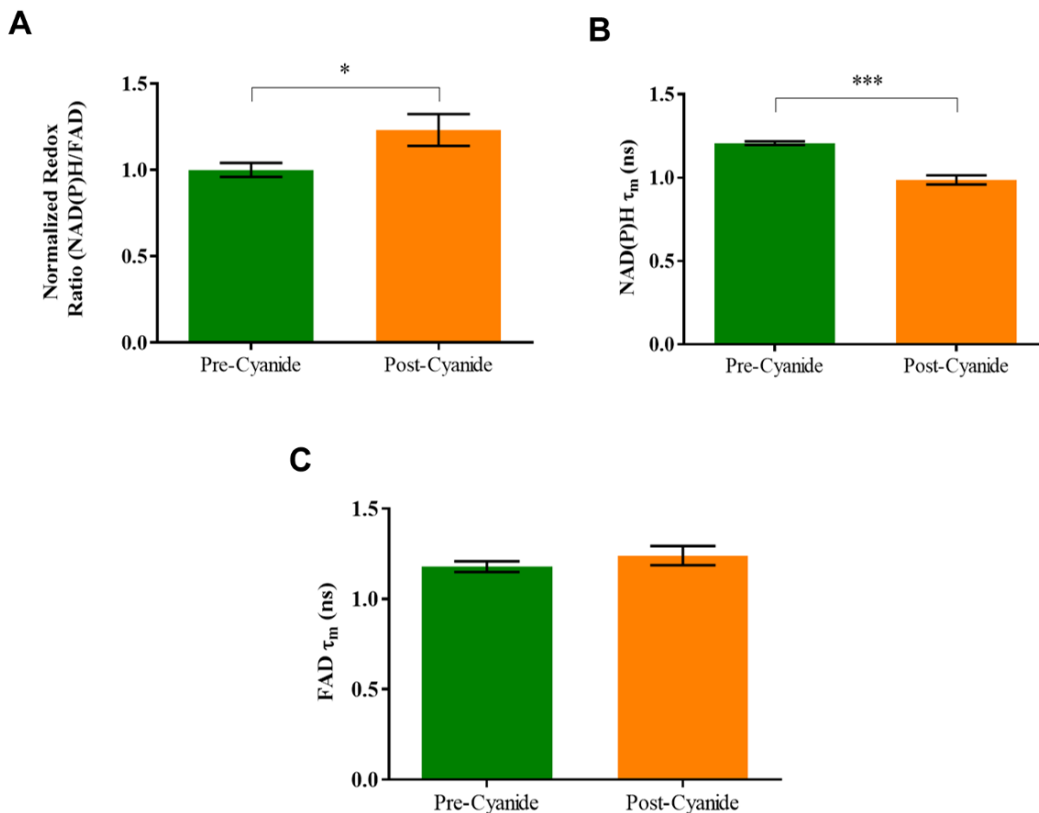 A
Normalized Redox
Ratio (NAD(P)H/FAD)
1.5
1.0
0.5
0.0
*
Pre-Cyanide
Post-Cyanide
B
NAD(P)H τm (ns)
1.5
1.0
0.5
0.0
***
Pre-Cyanide
Post-Cyanide
C
FAD τm (ns)
1.5
1.0
0.5
0.0
Pre-Cyanide
Post-Cyanide